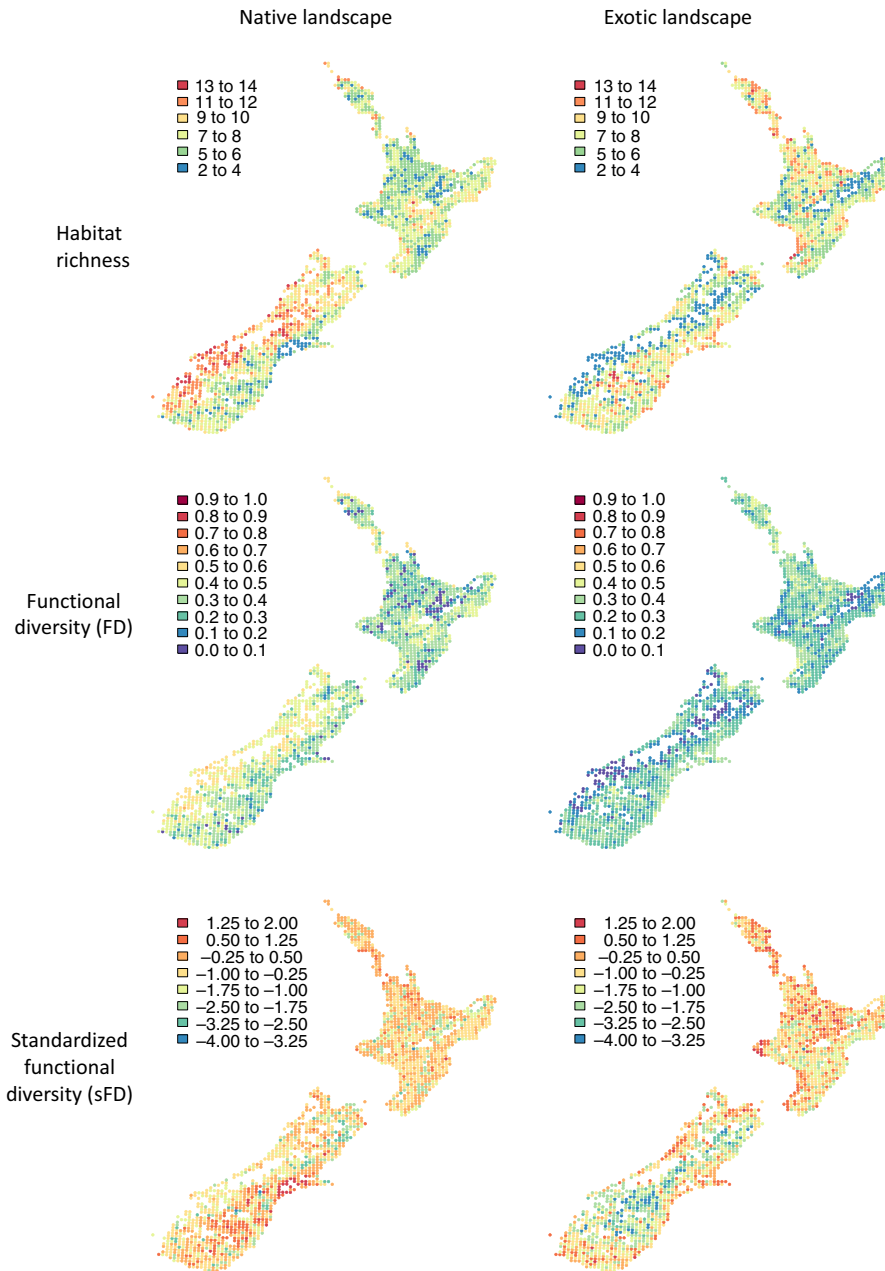 Native landscape
Exotic landscape
13 to 14
11 to 12
9 to 10
7 to 8
5 to 6
2 to 4
13 to 14
11 to 12
9 to 10
7 to 8
5 to 6
2 to 4
Habitat
richness
0.9 to 1.0
0.8 to 0.9
0.7 to 0.8
0.6 to 0.7
0.5 to 0.6
0.4 to 0.5
0.3 to 0.4
0.2 to 0.3
0.1 to 0.2
0.0 to 0.1
0.9 to 1.0
0.8 to 0.9
0.7 to 0.8
0.6 to 0.7
0.5 to 0.6
0.4 to 0.5
0.3 to 0.4
0.2 to 0.3
0.1 to 0.2
0.0 to 0.1
Functional
diversity (FD)
1.25 to 2.00
0.50 to 1.25
−0.25 to 0.50
−1.00 to −0.25
−1.75 to −1.00
−2.50 to −1.75
−3.25 to −2.50
−4.00 to −3.25
1.25 to 2.00
0.50 to 1.25
−0.25 to 0.50
−1.00 to −0.25
−1.75 to −1.00
−2.50 to −1.75
−3.25 to −2.50
−4.00 to −3.25
Standardized
functional
diversity (sFD)